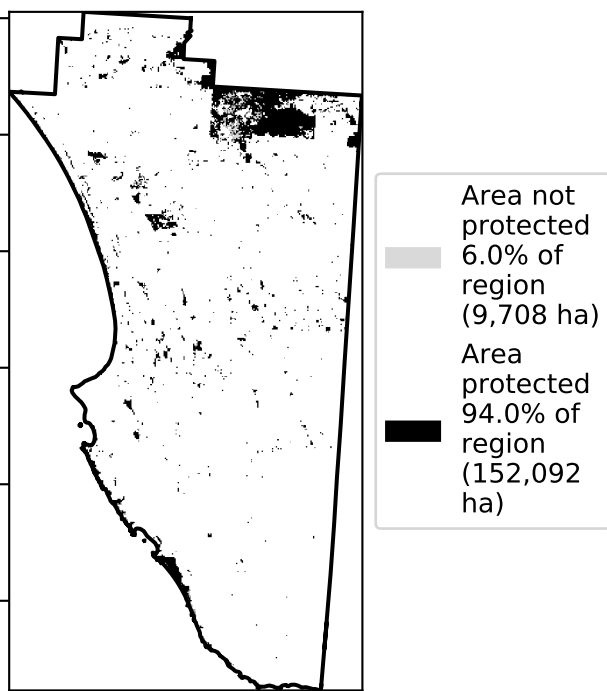 Area not
protected
6.0% of
region
(9,708 ha)
Area
protected
94.0% of
region
(152,092
ha)